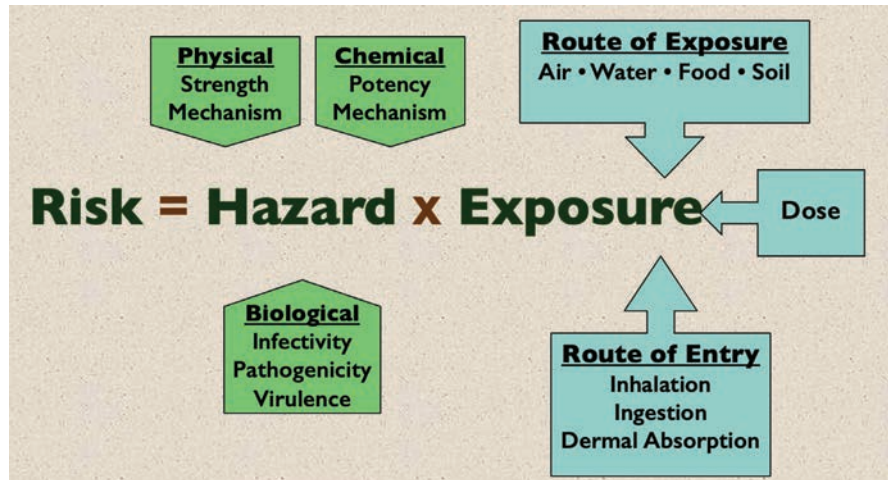 Physical
Strength
Mechanism
Chemical
Potency
Mechanism
Route of Exposure
Air • Water • Food • Soil
Risk = Hazard x Exposure
Dose
Biological
Infectivity
Pathogenicity
Virulence
Route of Entry
Inhalation
Ingestion
Dermal Absorption